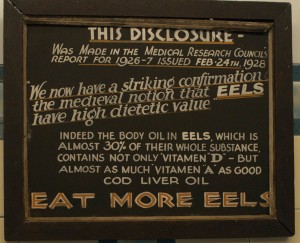 THIS DISCLOSURE -
WAS MADE IN THE MEDICAL RESEARCH COUNCIL'S
REPORT FOR 1926-7 ISSUED FEB·24TH, 1928
We now have a striking confirmation
the medieval notion that EELS
have high dietetic value
INDEED THE BODY OIL IN EELS, WHICH IS
ALMOST 30% OF THEIR WHOLE SUBSTANCE,
CONTAINS NOT ONLY 'VITAMEN "D" - BUT
ALMOST AS MUCH 'VITAMEN "A" AS GOOD
COD LIVER OIL
EAT MORE EELS